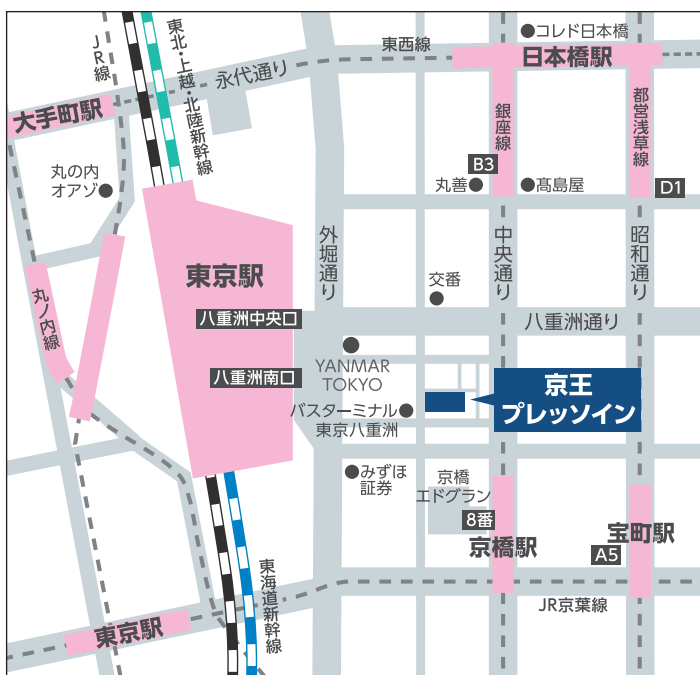 コレド日本橋
東西線
日本橋駅
JR線
東北・上越・北陸新幹線
永代通り
大手町駅
銀座線
都営浅草線
丸の内
オアゾ
B3
丸善
髙島屋
D1
東京駅
外堀通り
中央通り
昭和通り
交番
丸ノ内線
八重洲中央口
八重洲通り
YANMAR
TOKYO
八重洲南口
京王
プレッソイン
バスターミナル
東京八重洲
みずほ
証券
京橋
エドグラン
8番
京橋駅
宝町駅
A5
東海道新幹線
JR京葉線
東京駅